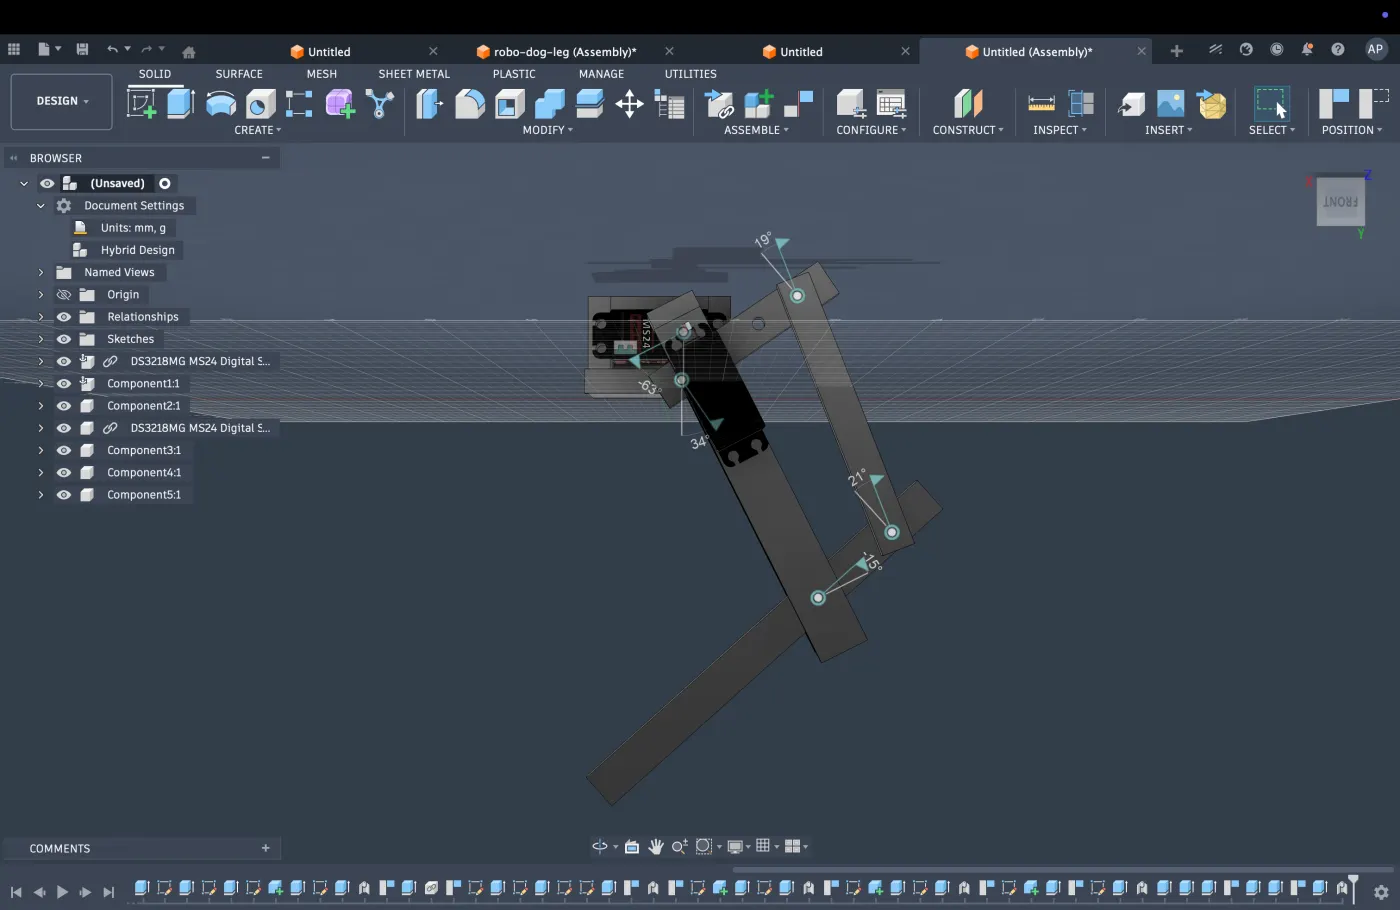 Untitled
robo-dog-leg (Assembly)*
Untitled
Untitled (Assembly)*
AP
DESIGN
SOLID
SURFACE
MESH
SHEET METAL
PLASTIC
MANAGE
UTILITIES
CREATE
MODIFY
ASSEMBLE
CONFIGURE
CONSTRUCT
INSPECT
INSERT
SELECT
POSITION
BROWSER
(Unsaved)
Document Settings
Units: mm, g
Hybrid Design
Named Views
Origin
Relationships
Sketches
DS3218MG MS24 Digital S...
Component1:1
Component2:1
DS3218MG MS24 Digital S...
Component3:1
Component4:1
Component5:1
Z
X
FRONT
Y
19°
MS24
-63°
34°
21°
-15°
COMMENTS